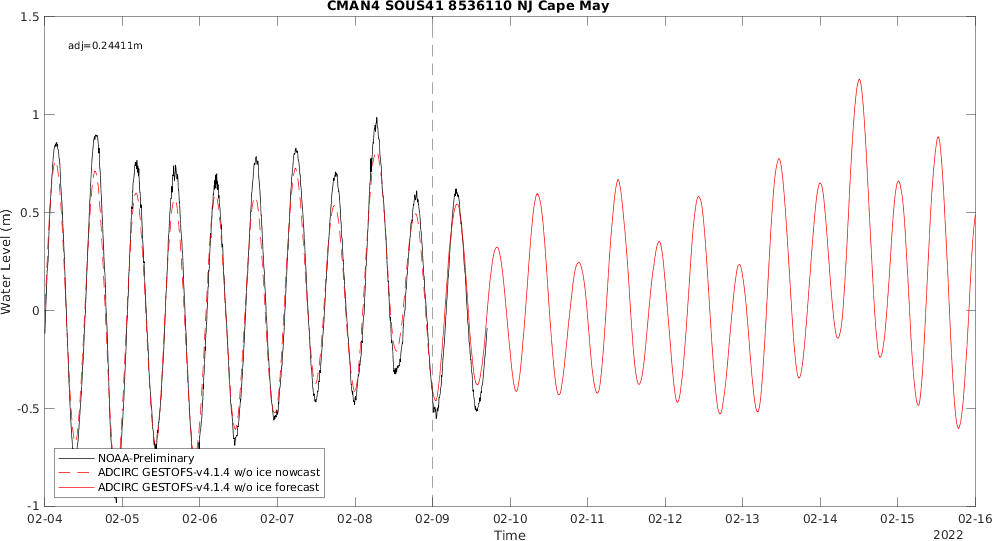 CMAN4 SOUS41 8536110 NJ Cape May
adj=0.24411m
1.5
1
0.5
0
-0.5
-1
Water Level (m)
NOAA-Preliminary
ADCIRC GESTOFS-v4.1.4 w/o ice nowcast
ADCIRC GESTOFS-v4.1.4 w/o ice forecast
02-04 02-05 02-06 02-07 02-08 02-09 02-10 02-11 02-12 02-13 02-14 02-15 02-16
Time
2022